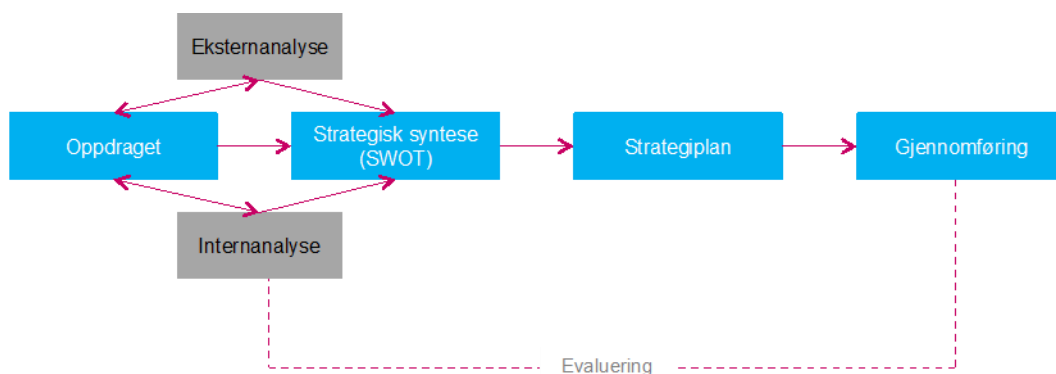 Eksternanalyse
Oppdraget
Strategisk syntese
(SWOT)
Strategiplan
Gjennomføring
Internanalyse
Evaluering